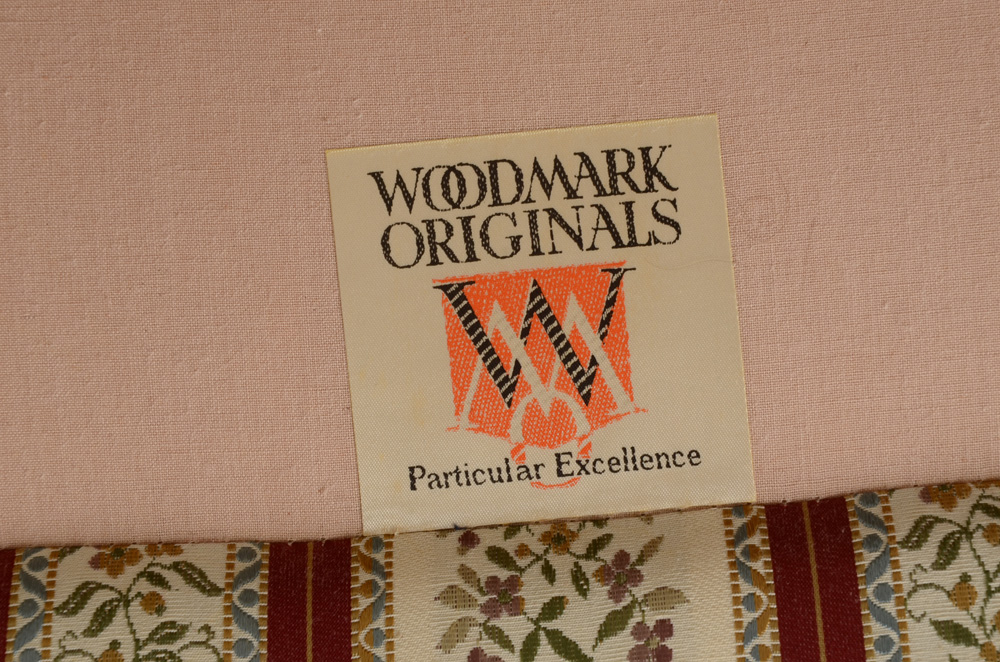 WOODMARK
ORIGINALS
W
Particular Excellence